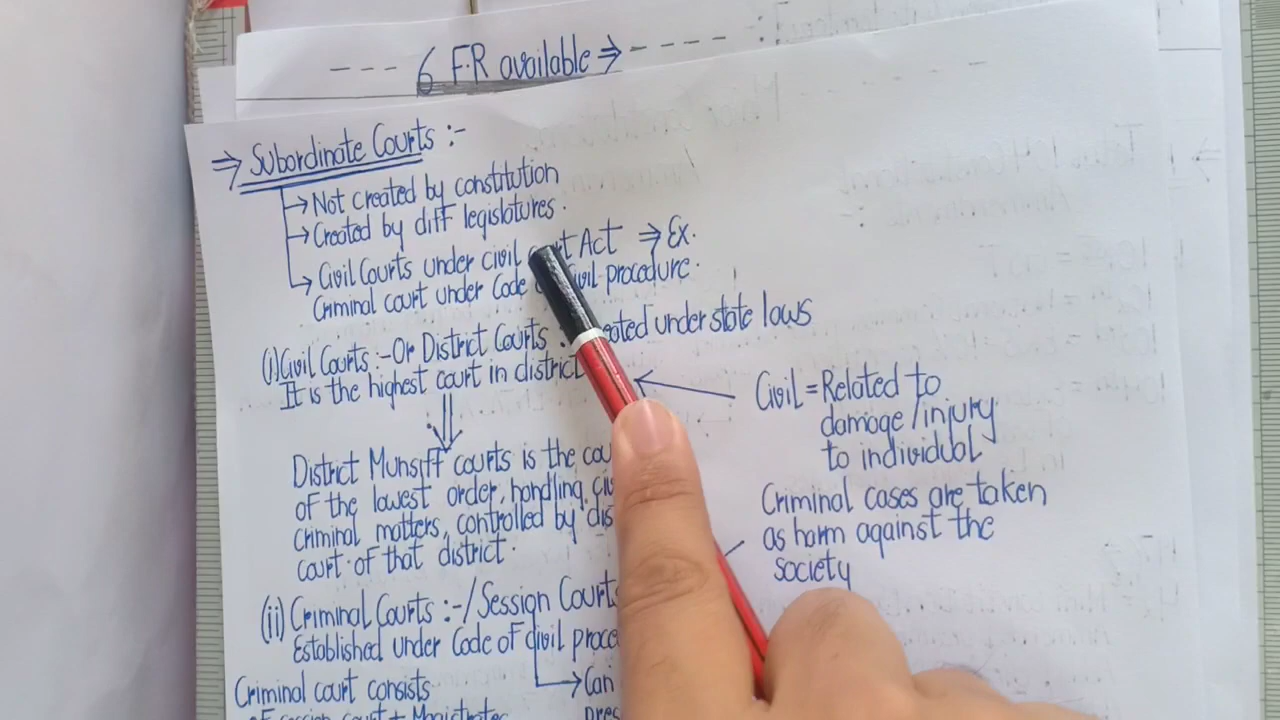 --- 6 F.R available ⇒ - - - -
⇒ Subordinate Courts :-
→ Not created by constitution
→ Created by diff legislatures.
→ Civil Courts under civil Act ⇒ Ex.
Criminal court under Code civil procedure.
(i) Civil Courts :- Or District Courts : under state laws
It is the highest court in district
Civil = Related to
damage/injury
to individual
District Munsiff courts is the
of the lowest order, handling
criminal matters, controlled by
court of that district.
Criminal cases are taken
as harm against the
society
(ii) Criminal Courts :-/Session Courts
Established under Code of civil
→ Can
Criminal court consists